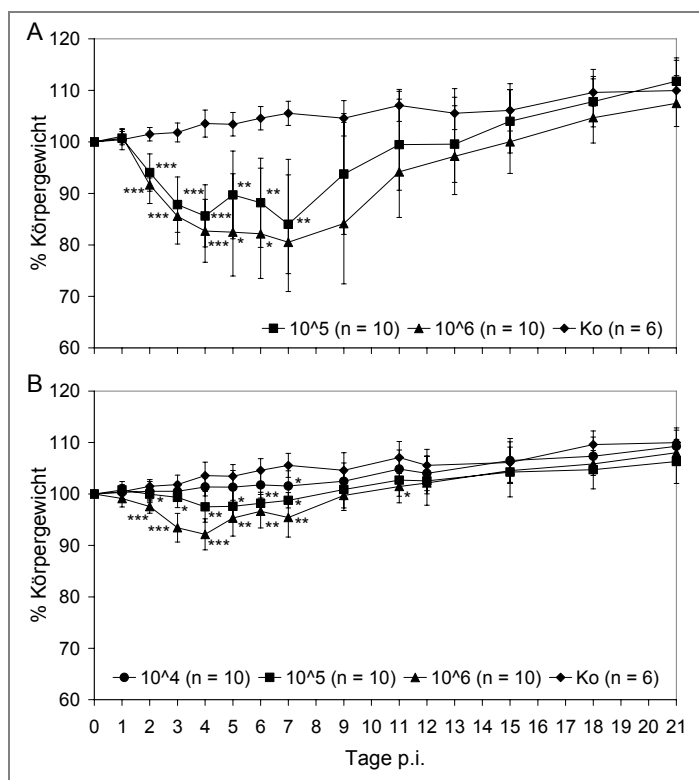 A
% Körpergewicht
120
110
100
90
80
70
60
*** *** ** **
*** *** *** **
*** * *
10^5 (n = 10) 10^6 (n = 10) Ko (n = 6)
B
% Körpergewicht
120
110
100
90
80
70
60
*
*** * * * ** *
*** ** ** ** *
*** **
10^4 (n = 10) 10^5 (n = 10) 10^6 (n = 10) Ko (n = 6)
0 1 2 3 4 5 6 7 8 9 10 11 12 13 14 15 16 17 18 19 20 21
Tage p.i.